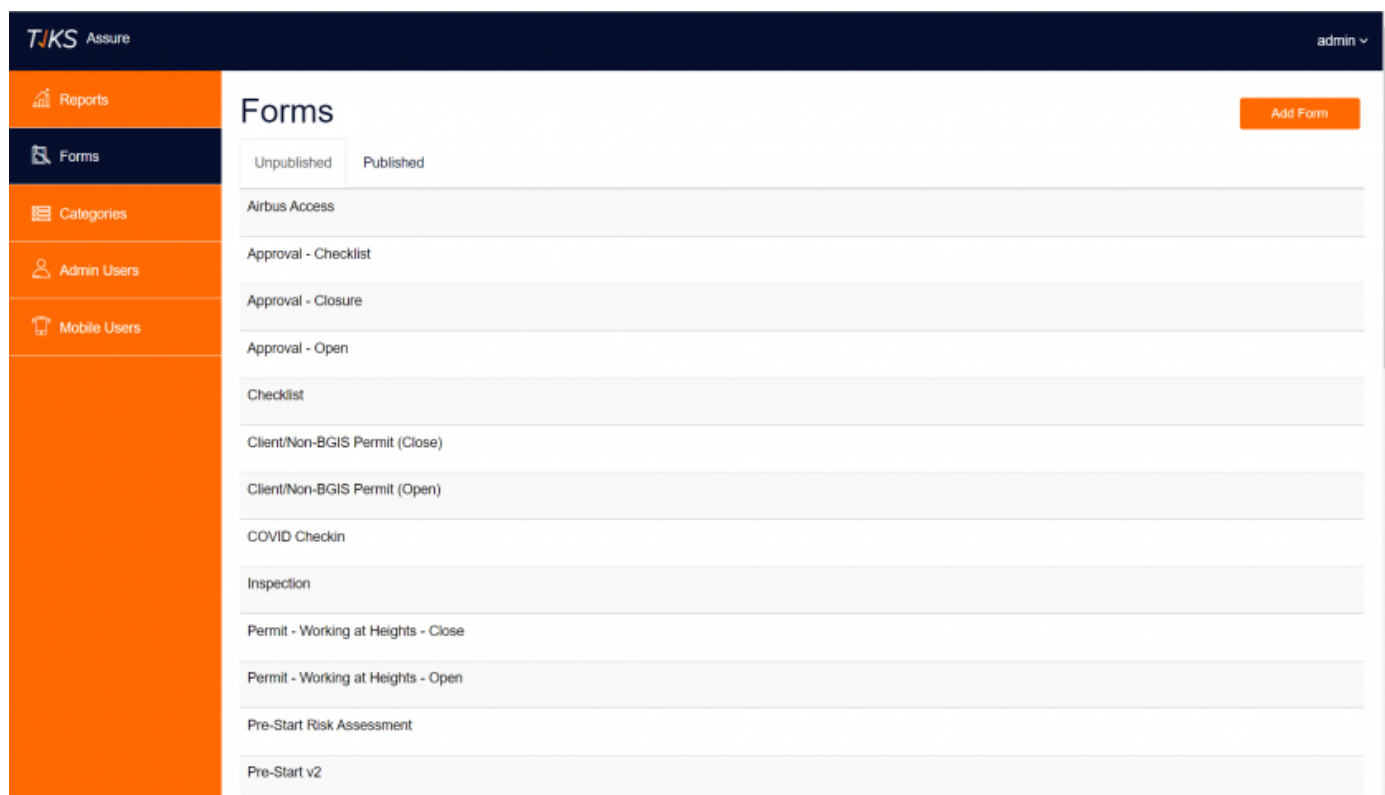 TJKS Assure
admin
Reports
Forms
Categories
Admin Users
Mobile Users
Forms
Add Form
Unpublished Published
Airbus Access
Approval - Checklist
Approval - Closure
Approval - Open
Checklist
Client/Non-BGIS Permit (Close)
Client/Non-BGIS Permit (Open)
COVID Checkin
Inspection
Permit - Working at Heights - Close
Permit - Working at Heights - Open
Pre-Start Risk Assessment
Pre-Start v2